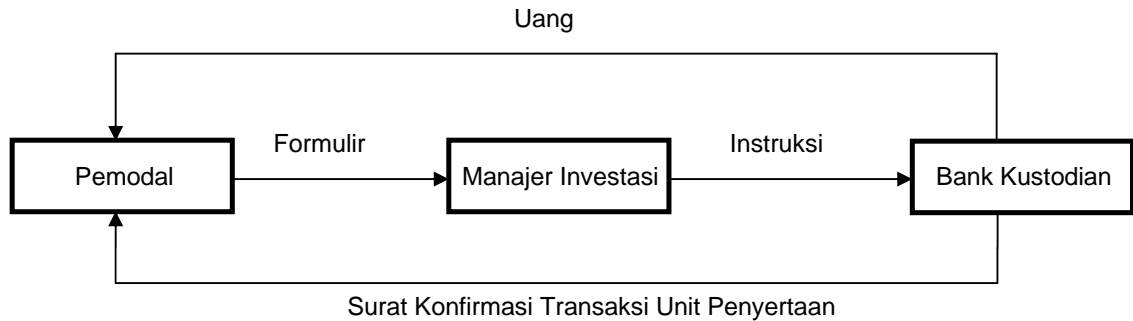 Uang
Formulir
Instruksi
Pemodal
Manajer Investasi
Bank Kustodian
Surat Konfirmasi Transaksi Unit Penyertaan